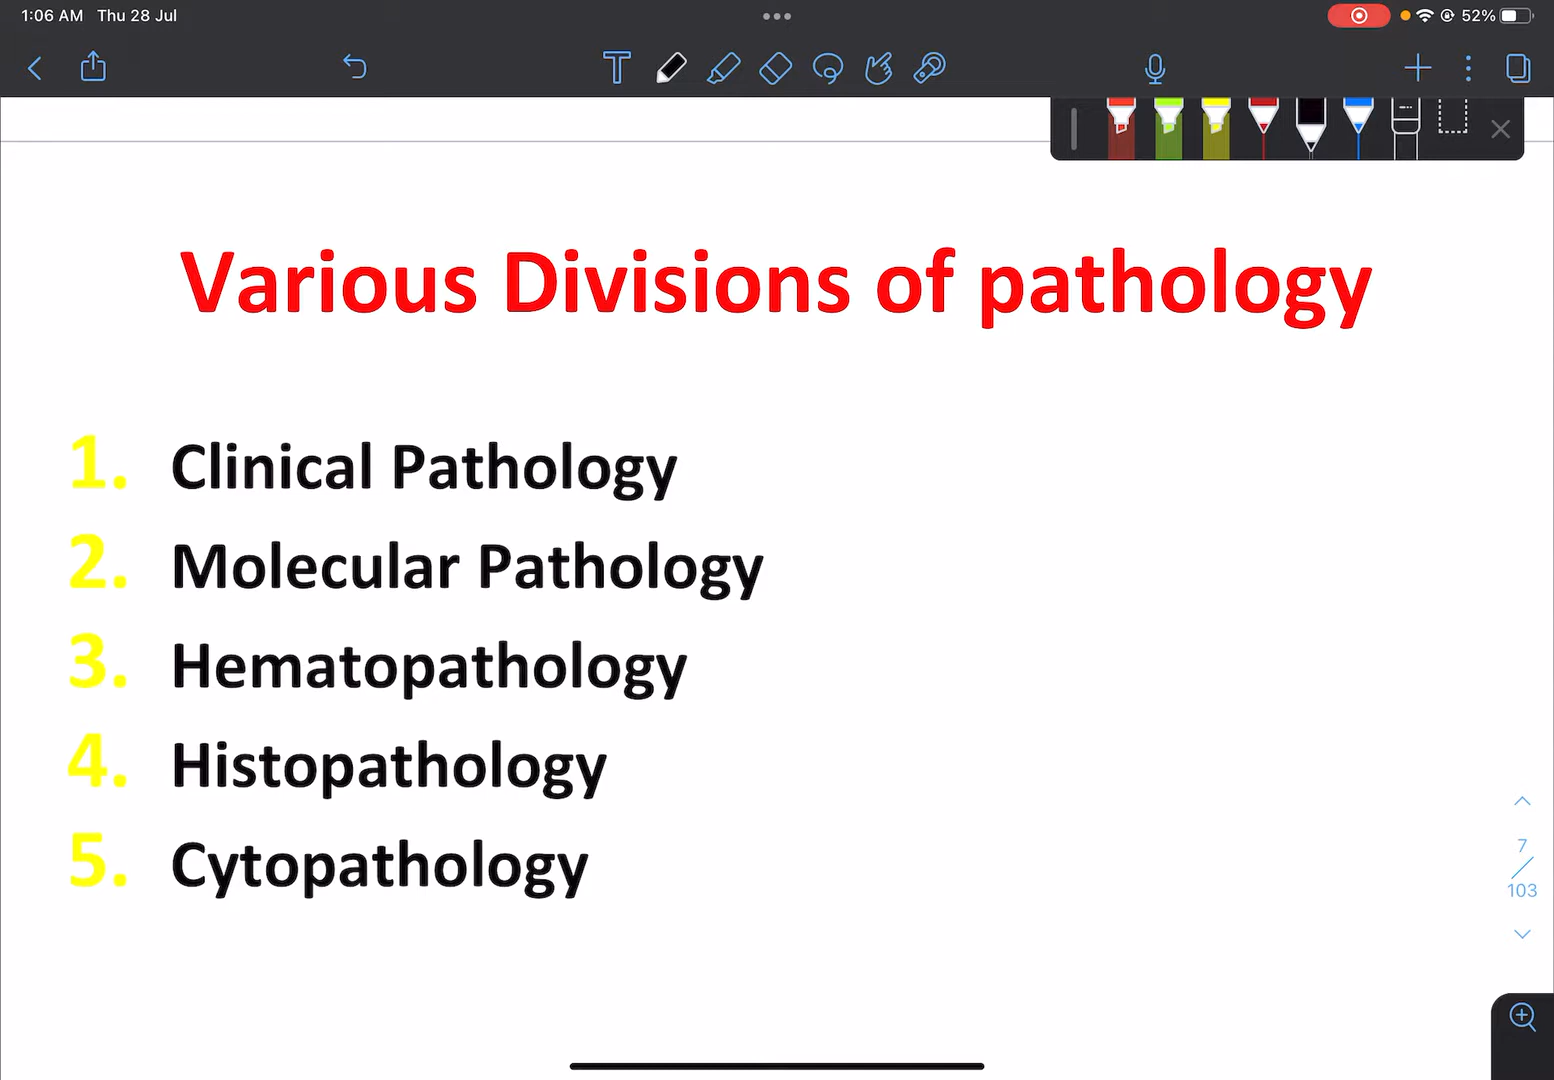 1:06 AM Thu 28 Jul
52%
Various Divisions of pathology
1. Clinical Pathology
2. Molecular Pathology
3. Hematopathology
4. Histopathology
5. Cytopathology
7
103